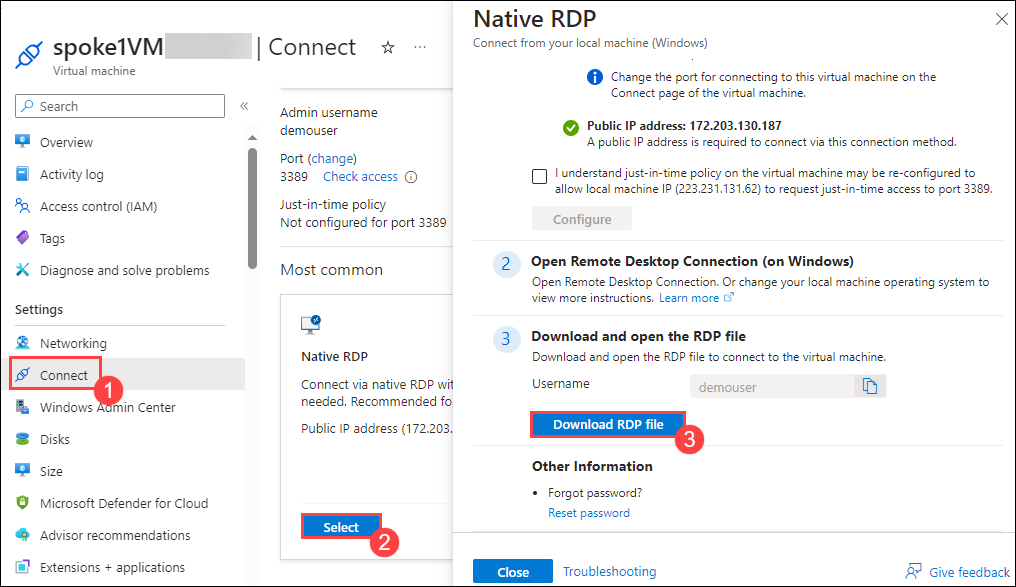 spoke1VM | Connect
Virtual machine
Search
Overview
Activity log
Access control (IAM)
Tags
Diagnose and solve problems
Settings
Networking
Connect
1
Windows Admin Center
Disks
Size
Microsoft Defender for Cloud
Advisor recommendations
Extensions + applications
Admin username
demouser
Port (change)
3389 Check access
Just-in-time policy
Not configured for port 3389
Most common
Native RDP
Connect via native RDP wit
needed. Recommended fo
Public IP address (172.203.
Select
2
Native RDP
Connect from your local machine (Windows)
Change the port for connecting to this virtual machine on the
Connect page of the virtual machine.
Public IP address: 172.203.130.187
A public IP address is required to connect via this connection method.
I understand just-in-time policy on the virtual machine may be re-configured to
allow local machine IP (223.231.131.62) to request just-in-time access to port 3389.
Configure
2 Open Remote Desktop Connection (on Windows)
Open Remote Desktop Connection. Or change your local machine operating system to
view more instructions. Learn more
3 Download and open the RDP file
Download and open the RDP file to connect to the virtual machine.
Username demouser
Download RDP file
3
Other Information
• Forgot password?
Reset password
Close Troubleshooting Give feedback